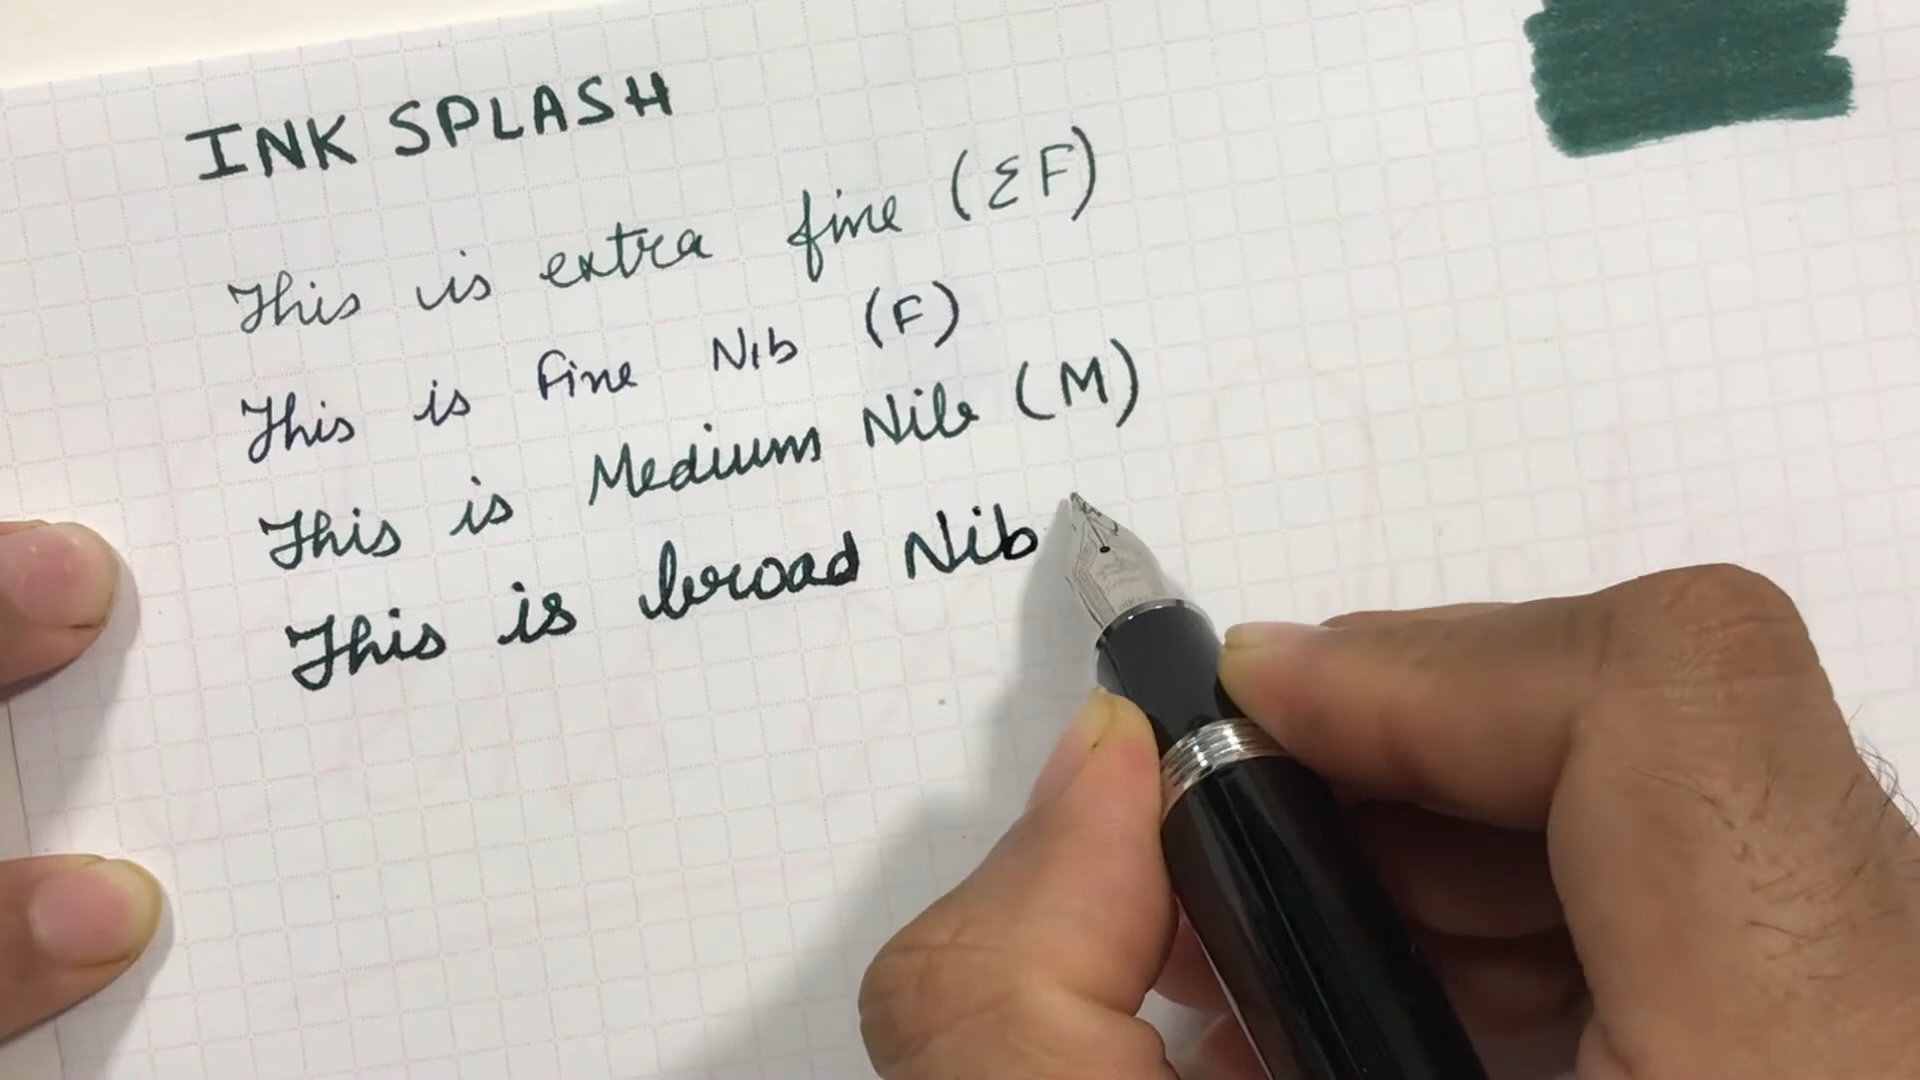 INK SPLASH
This is extra fine (EF)
This is Fine Nib (F)
This is Medium Nib (M)
This is broad Nib